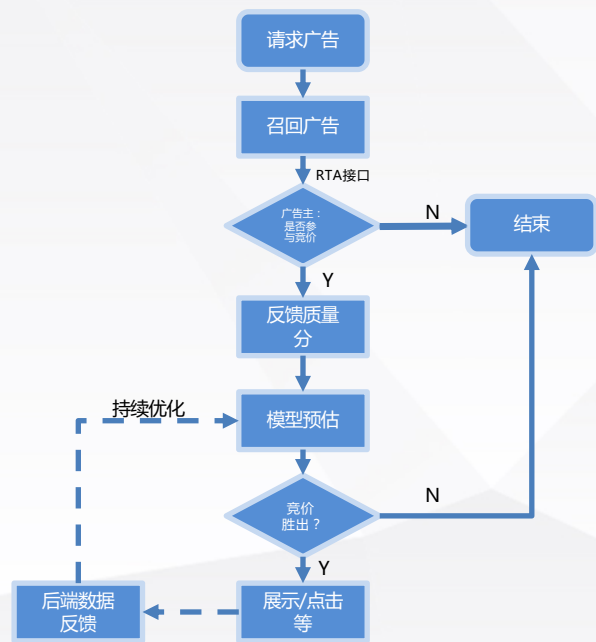 请求广告
召回广告
RTA接口
广告主：
是否参
与竞价
N
结束
Y
反馈质量
分
持续优化
模型预估
竞价
胜出？
N
Y
后端数据
反馈
展示/点击
等